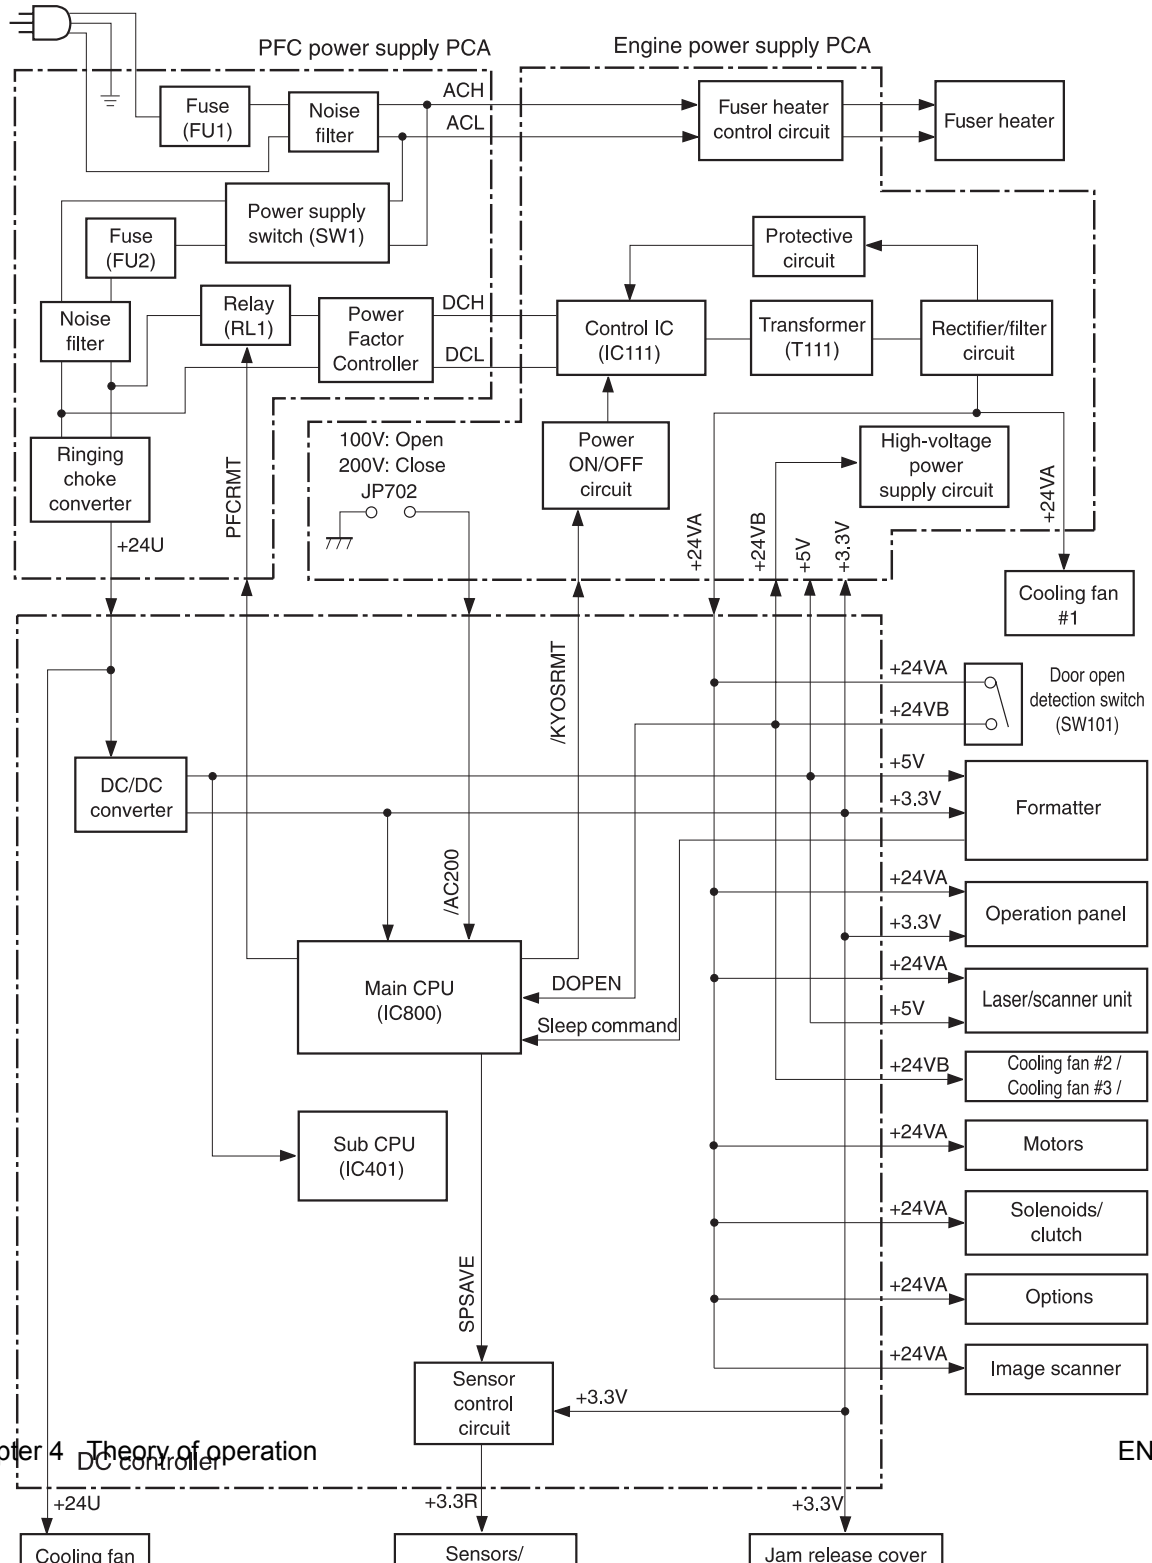 PFC power supply PCA
Engine power supply PCA
Fuse
(FU1)
Noise
filter
ACH
ACL
Fuser heater
control circuit
Fuser heater
Power supply
switch (SW1)
Fuse
(FU2)
Protective
circuit
Noise
filter
Relay
(RL1)
Power
Factor
Controller
DCH
DCL
Control IC
(IC111)
Transformer
(T111)
Rectifier/filter
circuit
Ringing
choke
converter
PFCRMT
100V: Open
200V: Close
JP702
Power
ON/OFF
circuit
High-voltage
power
supply circuit
+24U
+24VA
+24VB
+5V
+3.3V
+24VA
Cooling fan
#1
/KYOSRMT
+24VA
+24VB
Door open
detection switch
(SW101)
DC/DC
converter
+5V
+3.3V
Formatter
/AC200
+24VA
+3.3V
Operation panel
Main CPU
(IC800)
DOPEN
Sleep command
+24VA
+5V
Laser/scanner unit
+24VB
Cooling fan #2 /
Cooling fan #3 /
Sub CPU
(IC401)
+24VA
Motors
+24VA
Solenoids/
clutch
SPSAVE
+24VA
Options
+24VA
Image scanner
Sensor
control
circuit
+3.3V
pter 4 Theory of operation
EN
DC controller
+24U
+3.3R
+3.3V
Cooling fan
Sensors/
Jam release cover